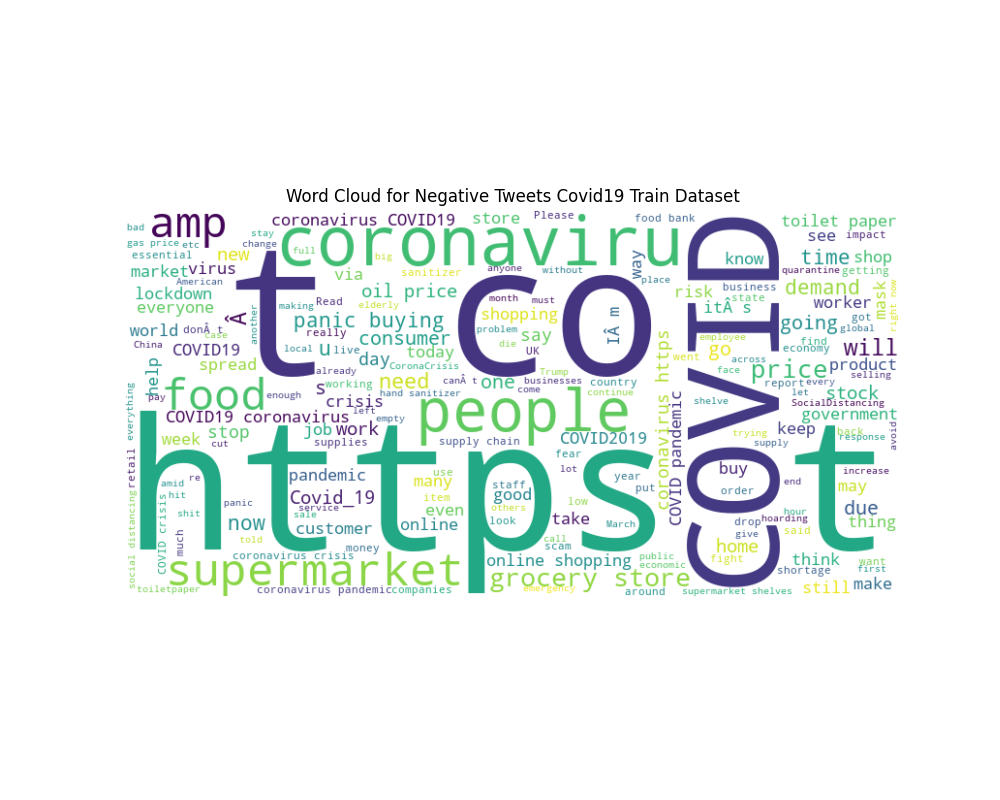 Word Cloud for Negative Tweets Covid19 Train Dataset
bad
amp
coronavirus COVID19
store
Please
food bank
toilet paper
gas price
etc
stay
essential
new
change
coronaviru
full
big
way
know
see
impact
time
shop
market
virus
American
via
sanitizer
anyone
without
place
quarantine
getting
lockdown
everyone
t co
making
Read
oil price
month
must
shopping
risk
state
business
demand
mask
right now
Â
another
elderly
itÂ s
worker
world
donÂ t
really
panic buying
consumer
problem
say
IÂ m
employee
going
got
global
China
case
COVID19
local
u
live
today
die
UK
went
go
economy
find
will
help
spread
already
day
CoronaCrisis
canÂ t
Trump
businesses
country
across
face
price
product
selling
pay
food
enough
s
working
need
hand sanitizer
one
come
continue
shelve
report
every
let
stock
everything
crisis
left
empty
people
SocialDistancing
government
COVID19 coronavirus
job
work
supply chain
COVID2019
coronavirus https
COVID pandemic
COVID
trying
keep
back
response
avoid
week
stop
cut
supplies
fear
supply
retail
https t
re
amid
pandemic
many
use
staff
good
lot
year
put
buy
end
may
increase
social distancing
COVID crisis
hit
shit
much
panic
Covid_19
service
item
others
look
low
March
order
hour
due
now
sale
customer
online
even
take
drop
hoarding
give
said
thing
told
money
call
scam
public
home
fight
think
want
coronavirus crisis
online shopping
economic
shortage
first
supermarket
grocery store
still
make
toiletpaper
coronavirus pandemic
companies
emergency
around
supermarket shelves